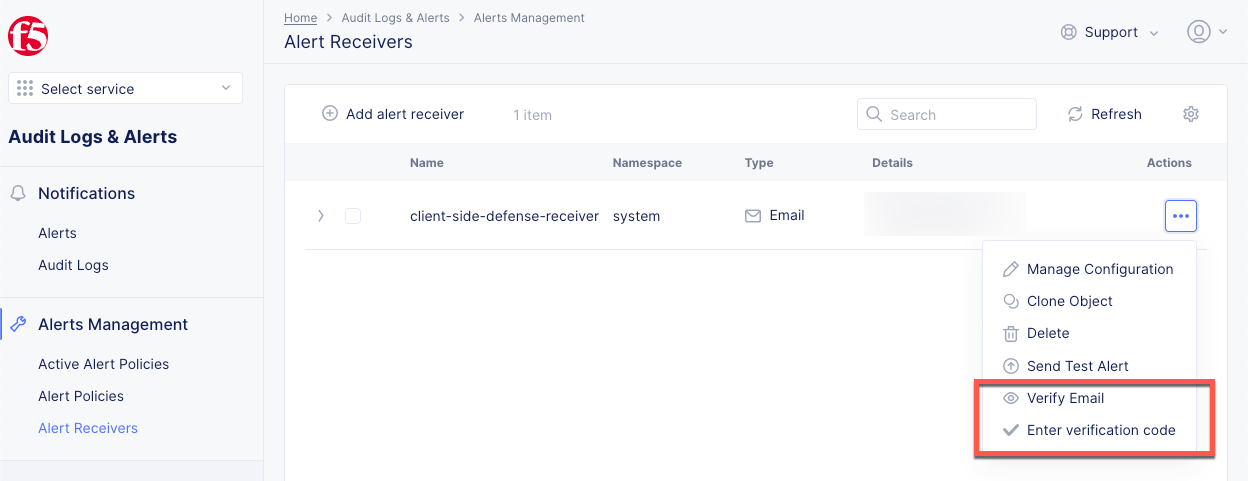 f5
Select service
Audit Logs & Alerts
Notifications
Alerts
Audit Logs
Alerts Management
Active Alert Policies
Alert Policies
Alert Receivers
Home > Audit Logs & Alerts > Alerts Management
Alert Receivers
Support
Add alert receiver 1 item Search Refresh
Name Namespace Type Details Actions
client-side-defense-receiver system Email
Manage Configuration
Clone Object
Delete
Send Test Alert
Verify Email
Enter verification code